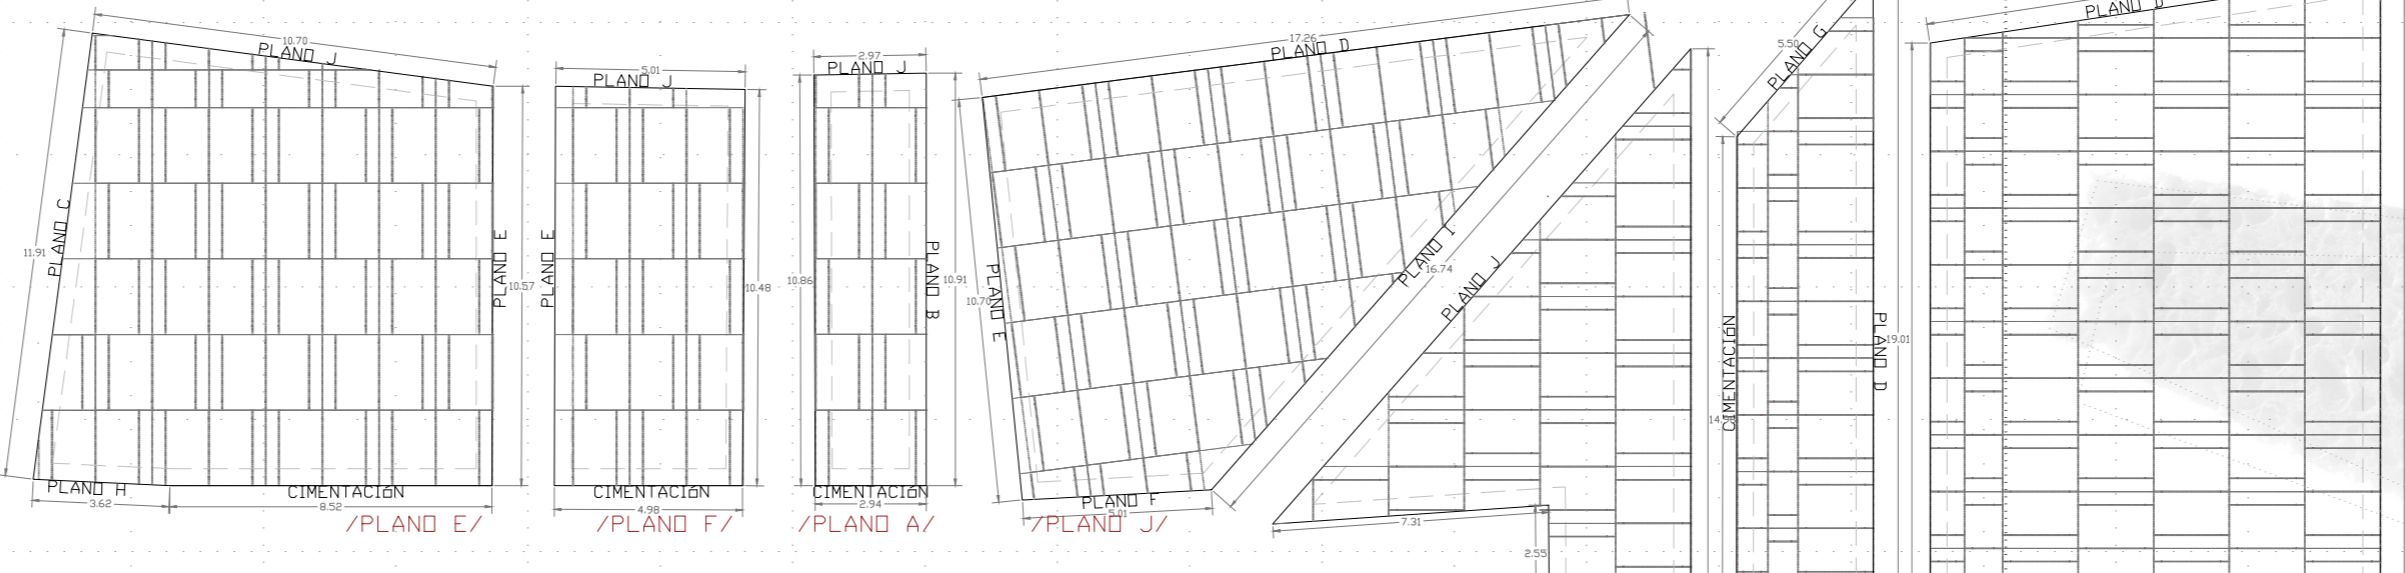 10.70
PLANO J
PLANO C
11.91
PLANO E
10.57
PLANO H
CIMENTACIÓN
3.62
8.52
/PLANO E/
5.01
PLANO J
PLANO E
10.48
CIMENTACIÓN
4.98
/PLANO F/
2.97
PLANO J
10.86
PLANO B
10.91
CIMENTACIÓN
2.94
/PLANO A/
17.26
PLANO D
10.70
PLANO E
PLANO I
16.74
PLANO F
5.01
/PLANO J/
PLANO J
7.31
2.55
5.50
PLANO G
CIMENTACIÓN
PLANO D
19.01
PLANO D